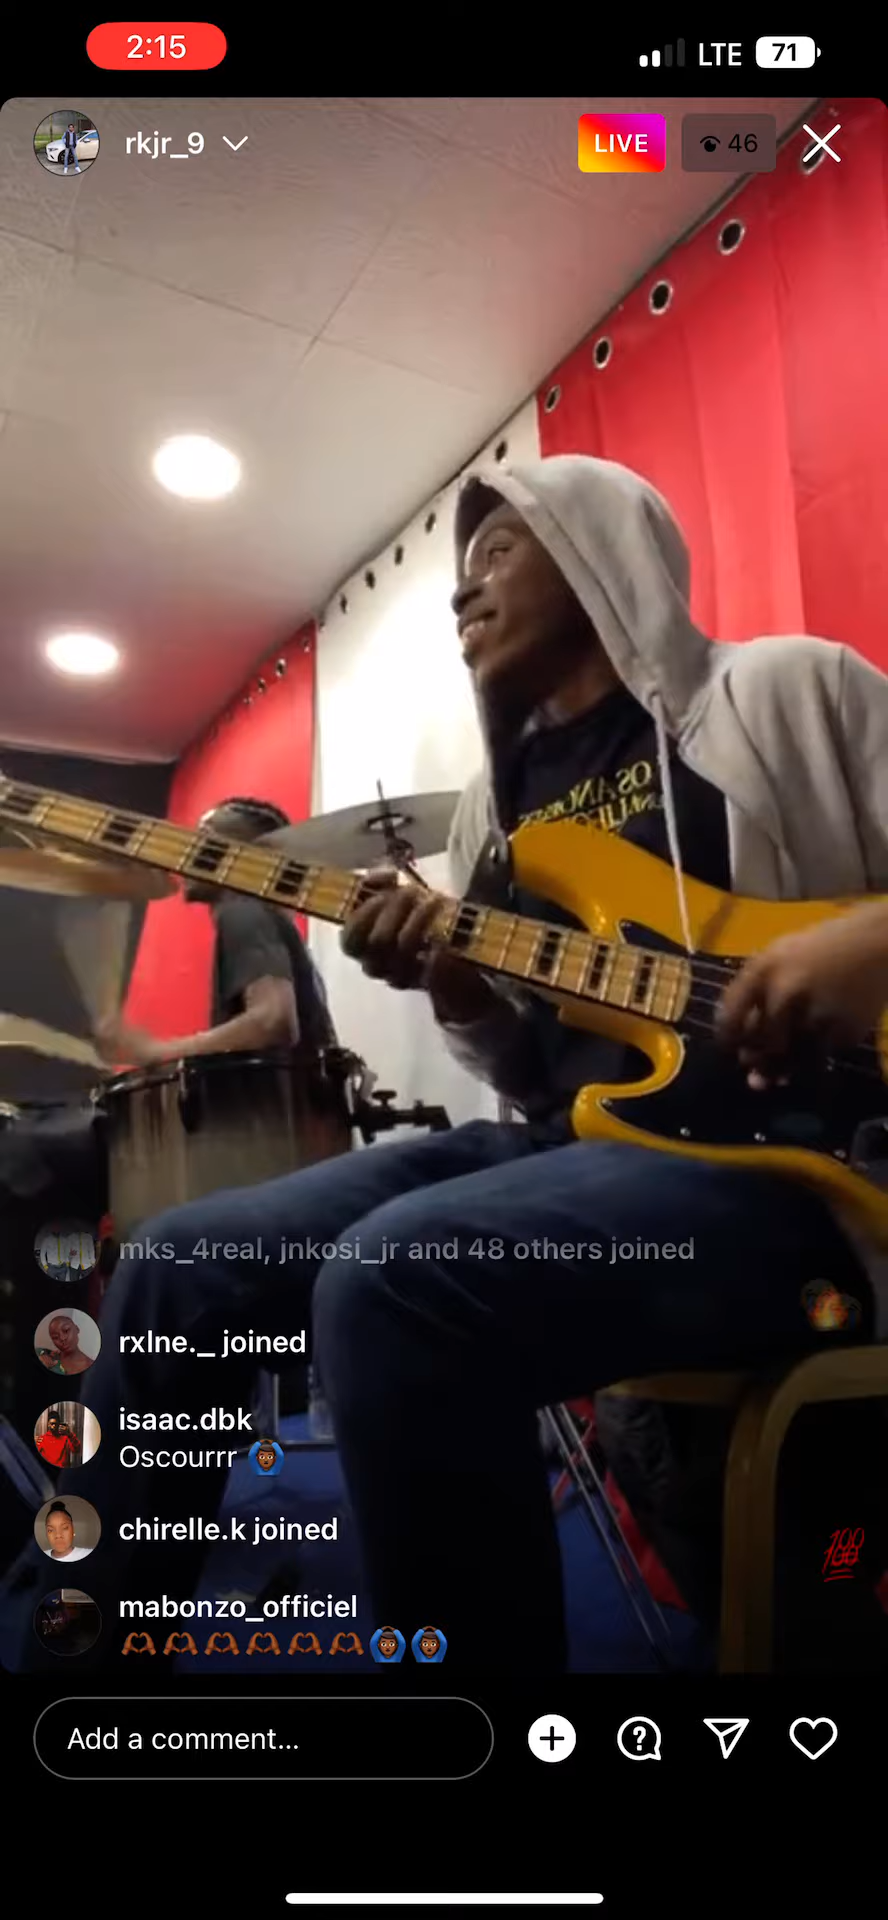 2:15
LTE
71
rkjr_9
LIVE
46
mks_4real, jnkosi_jr and 48 others joined
rxlne._ joined
isaac.dbk
Oscourrr 🙆🏾‍♂️
chirelle.k joined
💯
mabonzo_officiel
🫶🏾🫶🏾🫶🏾🫶🏾🫶🏾🫶🏾🙆🏾‍♂️🙆🏾‍♂️
Add a comment...